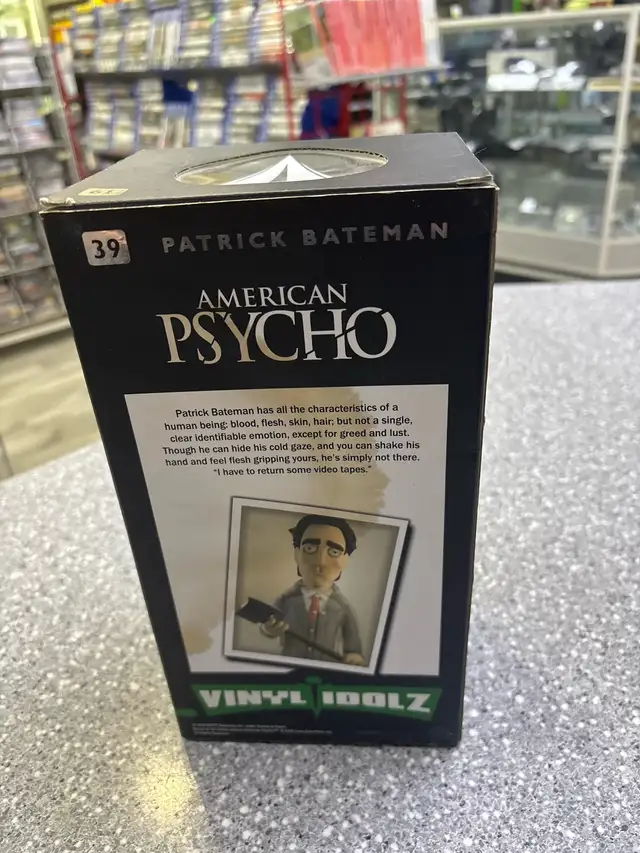 39
PATRICK BATEMAN
AMERICAN
PSYCHO
Patrick Bateman has all the characteristics of a
human being: blood, flesh, skin, hair; but not a single,
clear identifiable emotion, except for greed and lust.
Though he can hide his cold gaze, and you can shake his
hand and feel flesh gripping yours, he's simply not there.
"I have to return some video tapes."
VINYL IDOLZ